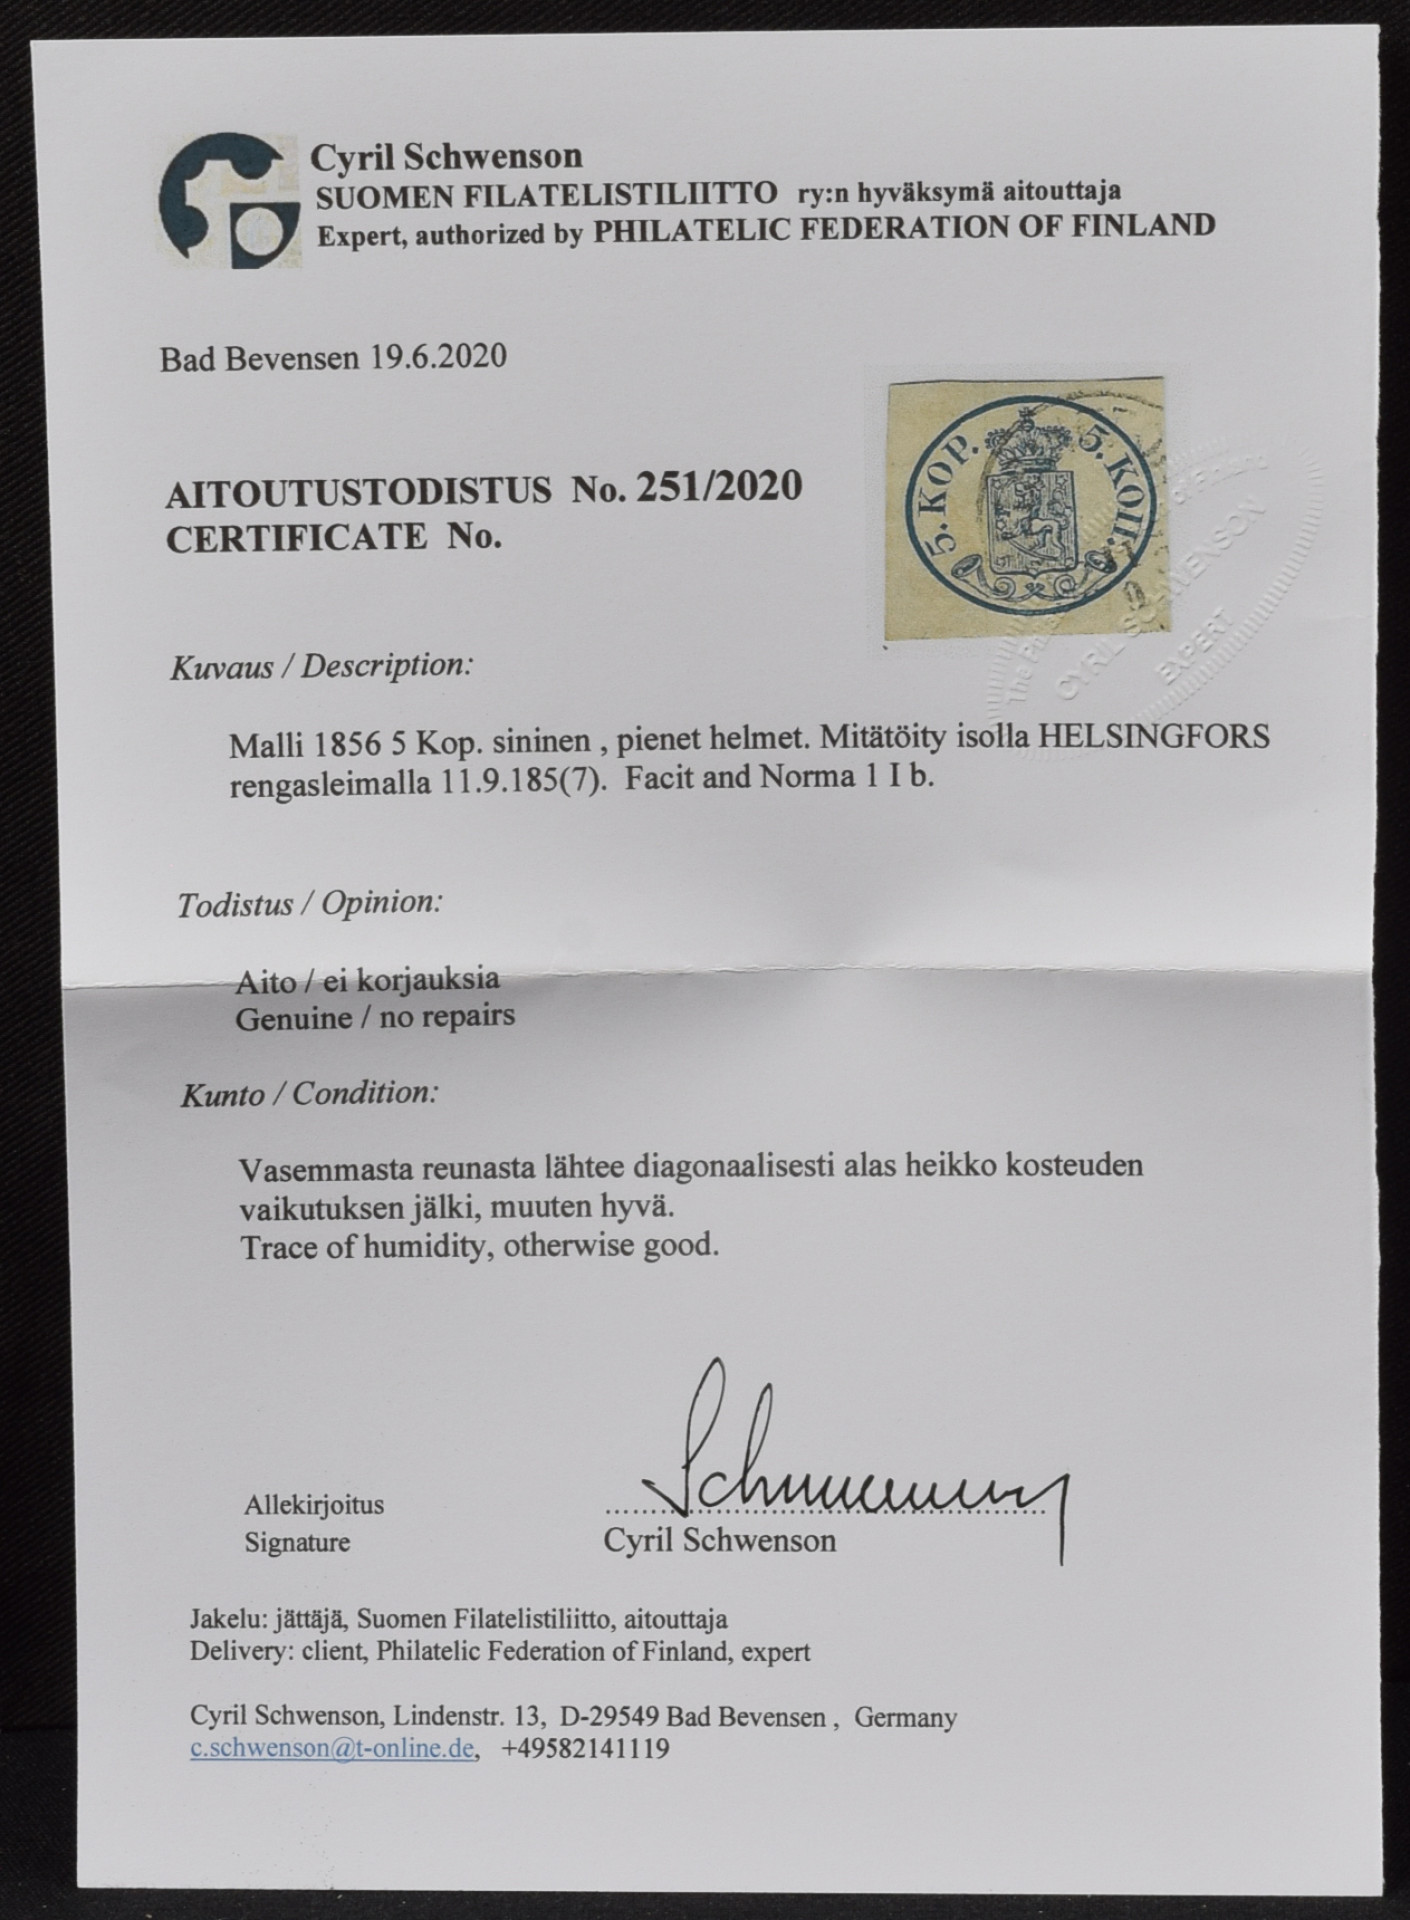 Cyril Schwenson
SUOMEN FILATELISTILIITTO ry:n hyväksymä aitouttaja
Expert, authorized by PHILATELIC FEDERATION OF FINLAND
Bad Bevensen 19.6.2020
5. KOP. 5. КОП.
AITOUTUSTODISTUS No. 251/2020
CERTIFICATE No.
CYRIL SCHWENSON
EXPERT
Kuvaus / Description:
Malli 1856 5 Kop. sininen , pienet helmet. Mitätöity isolla HELSINGFORS
rengasleimalla 11.9.185(7). Facit and Norma 1 I b.
Todistus / Opinion:
Aito / ei korjauksia
Genuine / no repairs
Kunto / Condition:
Vasemmasta reunasta lähtee diagonaalisesti alas heikko kosteuden
vaikutuksen jälki, muuten hyvä.
Trace of humidity, otherwise good.
Schwenson
Allekirjoitus
Signature
Cyril Schwenson
Jakelu: jättäjä, Suomen Filatelistiliitto, aitouttaja
Delivery: client, Philatelic Federation of Finland, expert
Cyril Schwenson, Lindenstr. 13, D-29549 Bad Bevensen , Germany
c.schwenson@t-online.de, +49582141119